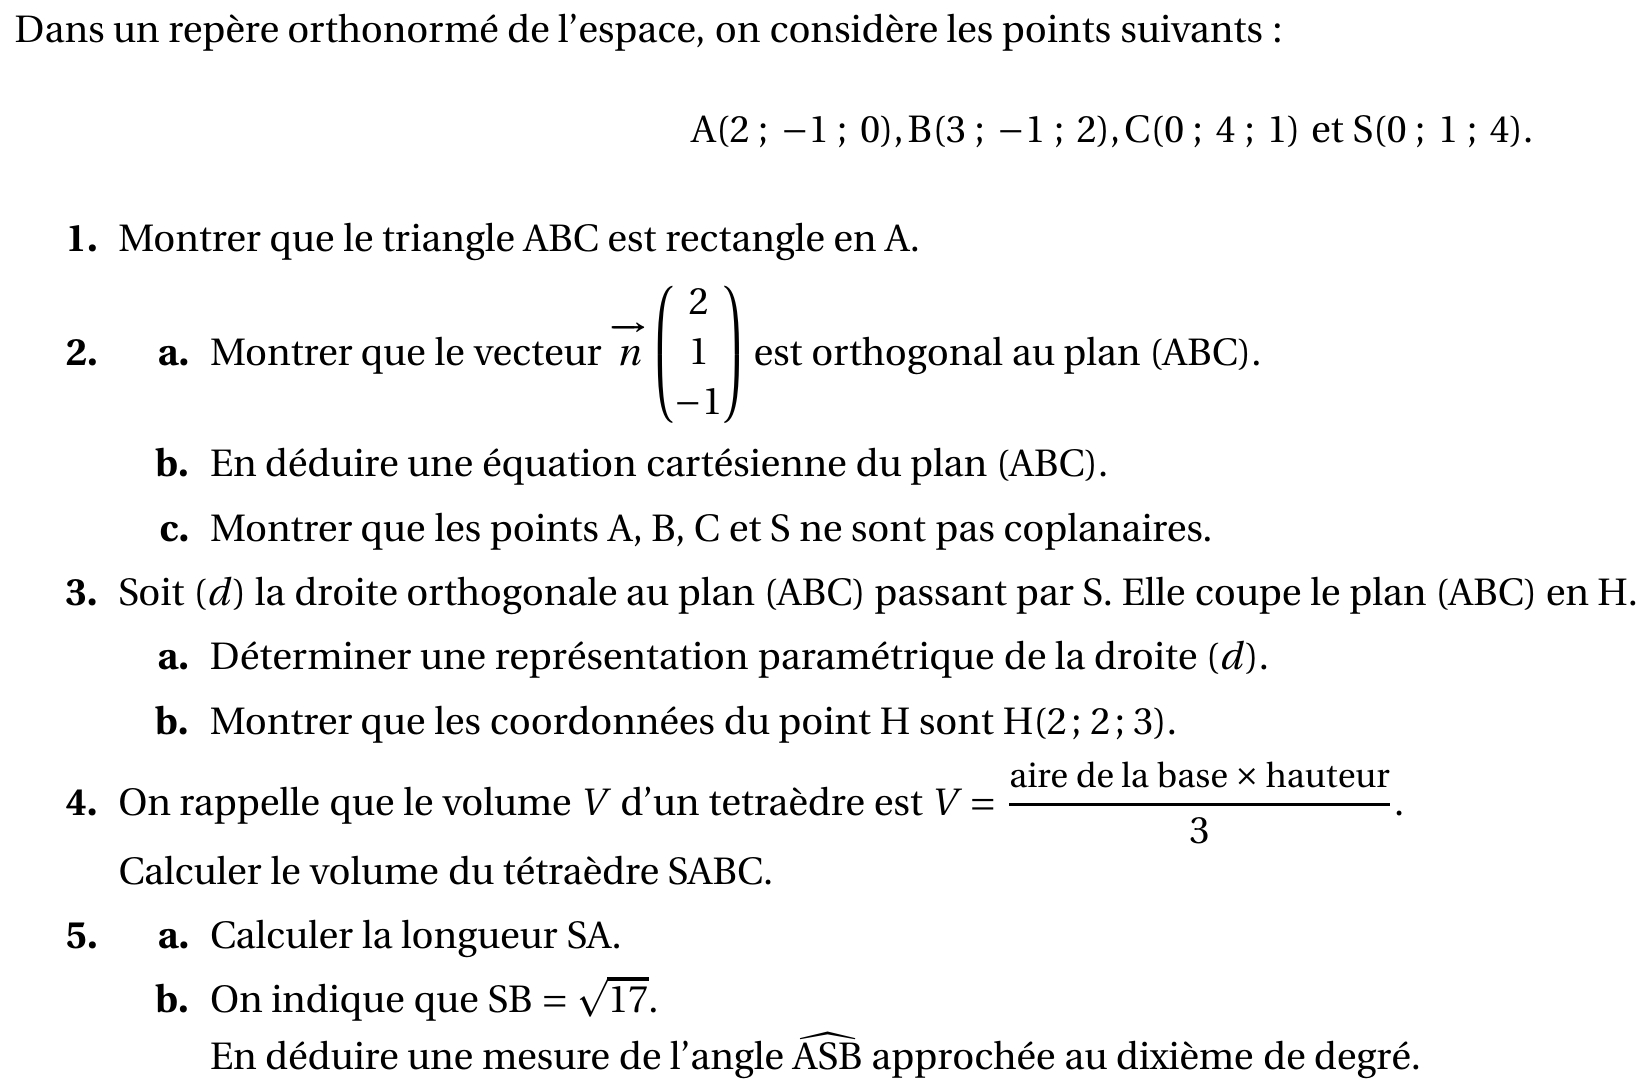 Dans un repère orthonormé de l'espace, on considère les points suivants :
A(2 ; −1 ; 0), B(3 ; −1 ; 2), C(0 ; 4 ; 1) et S(0 ; 1 ; 4).
1. Montrer que le triangle ABC est rectangle en A.
2. a. Montrer que le vecteur \overrightarrow{n} \begin{pmatrix} 2 \\ 1 \\ -1 \end{pmatrix} est orthogonal au plan (ABC).
b. En déduire une équation cartésienne du plan (ABC).
c. Montrer que les points A, B, C et S ne sont pas coplanaires.
3. Soit (d) la droite orthogonale au plan (ABC) passant par S. Elle coupe le plan (ABC) en H.
a. Déterminer une représentation paramétrique de la droite (d).
b. Montrer que les coordonnées du point H sont H(2 ; 2 ; 3).
4. On rappelle que le volume V d'un tetraèdre est V = \frac{\text{aire de la base} \times \text{hauteur}}{3}.
Calculer le volume du tétraèdre SABC.
5. a. Calculer la longueur SA.
b. On indique que SB = √17.
En déduire une mesure de l'angle \widehat{ASB} approchée au dixième de degré.